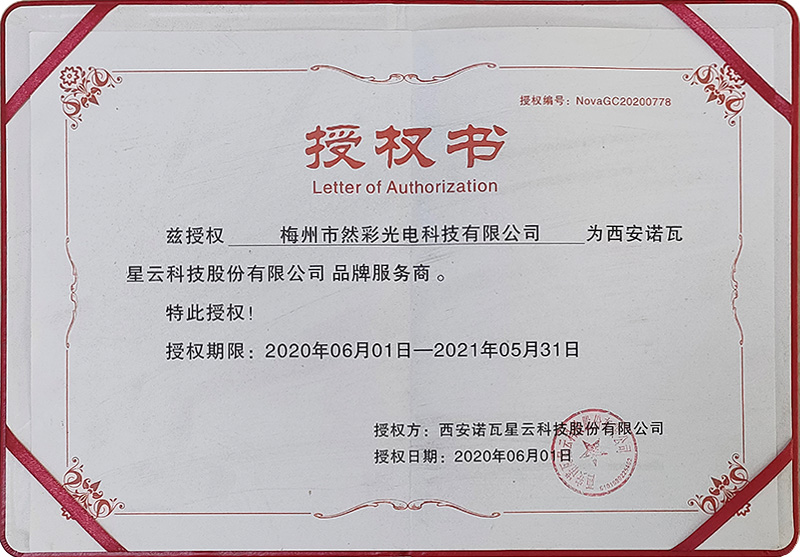 授权编号：NovaGC20200778
授权书
Letter of Authorization
兹授权 梅州市然彩光电科技有限公司 为西安诺瓦
星云科技股份有限公司 品牌服务商 。
特此授权！
授权期限：2020年06月01日—2021年05月31日
授权方：西安诺瓦星云科技股份有限公司
授权日期：2020年06月01日